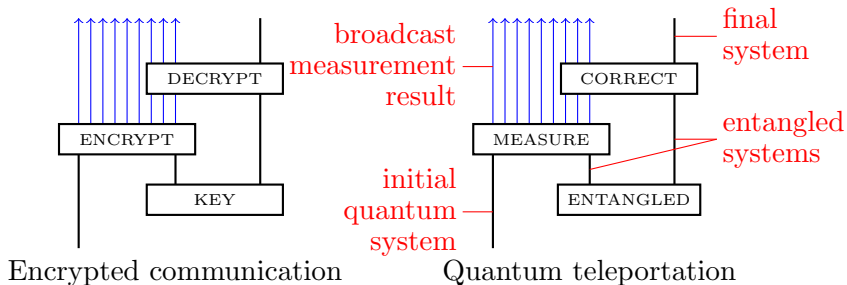 DECRYPT
ENCRYPT
KEY
Encrypted communication
broadcast
measurement
result
final
system
CORRECT
MEASURE
entangled
systems
initial
quantum
system
ENTANGLED
Quantum teleportation